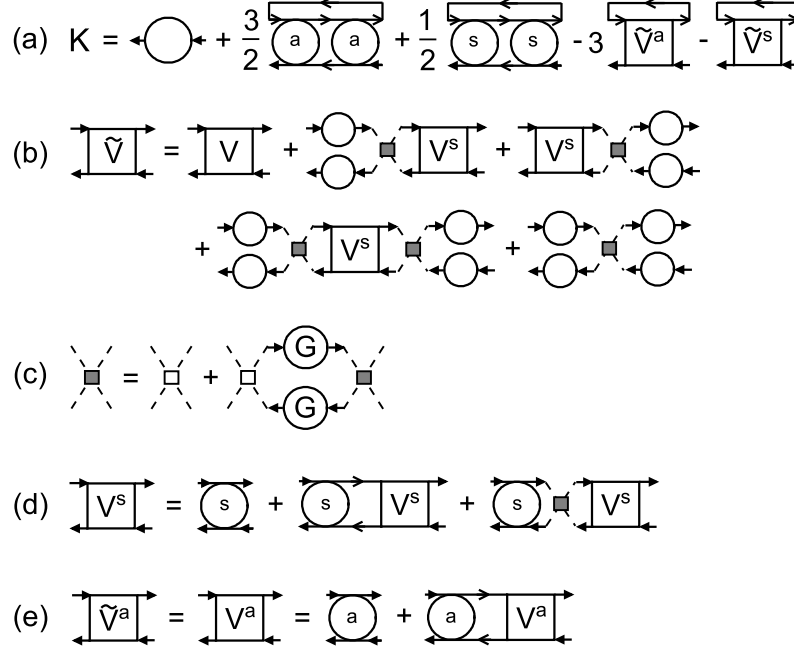 (a) K = + 3/2 a a + 1/2 s s - 3 Ṽᵃ - Ṽˢ
(b) Ṽ = V + Vˢ + Vˢ
+ Vˢ + 
(c) = + G G
(d) Vˢ = s + s Vˢ + s Vˢ
(e) Ṽᵃ = Vᵃ = a + a Vᵃ